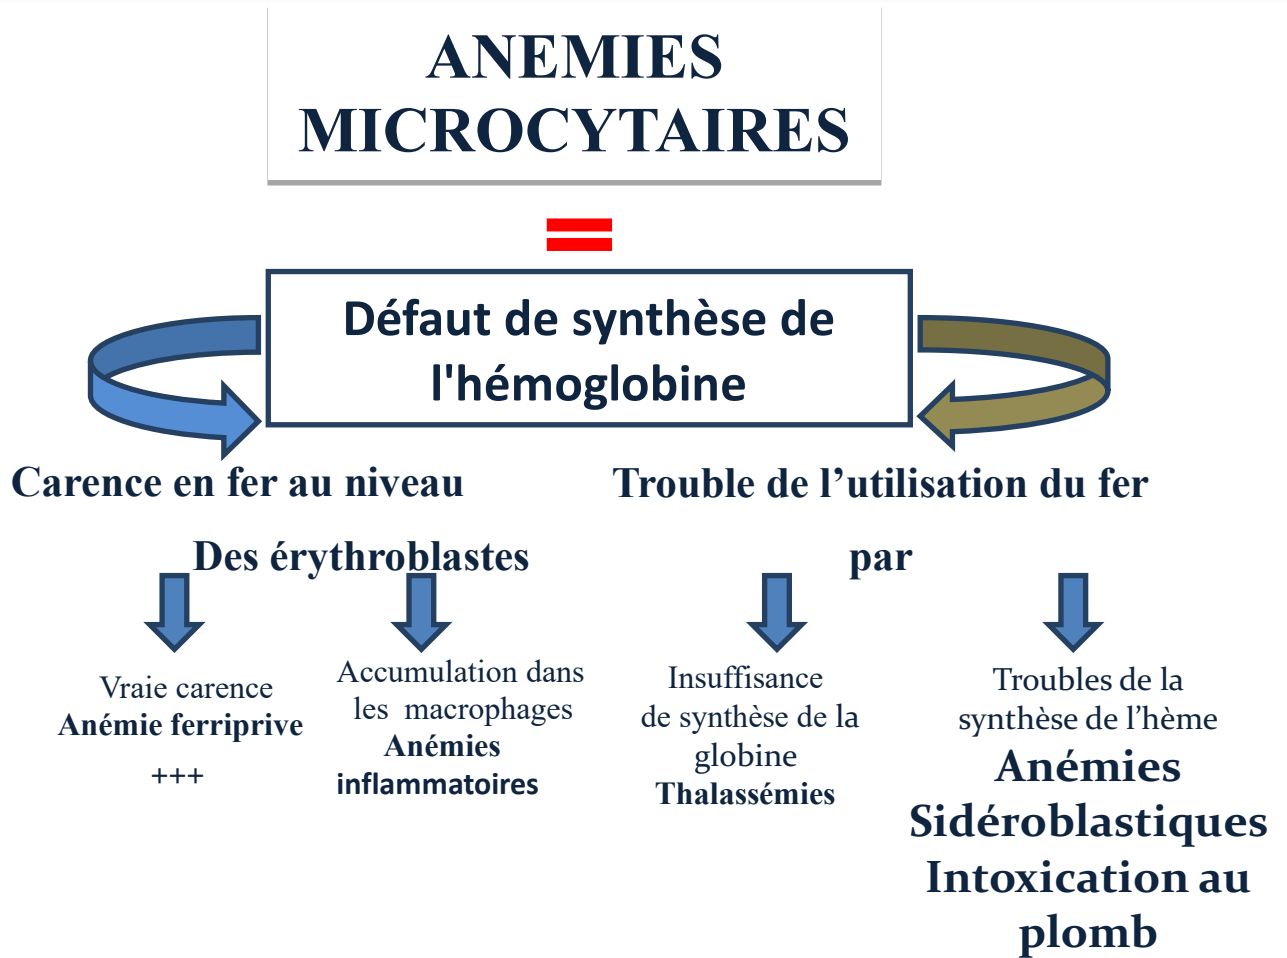 ANEMIES
MICROCYTAIRES
=
Défaut de synthèse de
l'hémoglobine
Carence en fer au niveau
Des érythroblastes
Trouble de l’utilisation du fer
par
Vraie carence
Anémie ferriprive
+++
Accumulation dans
les macrophages
Anémies
inflammatoires
Insuffisance
de synthèse de la
globine
Thalassémies
Troubles de la
synthèse de l’hème
Anémies
Sidéroblastiques
Intoxication au
plomb